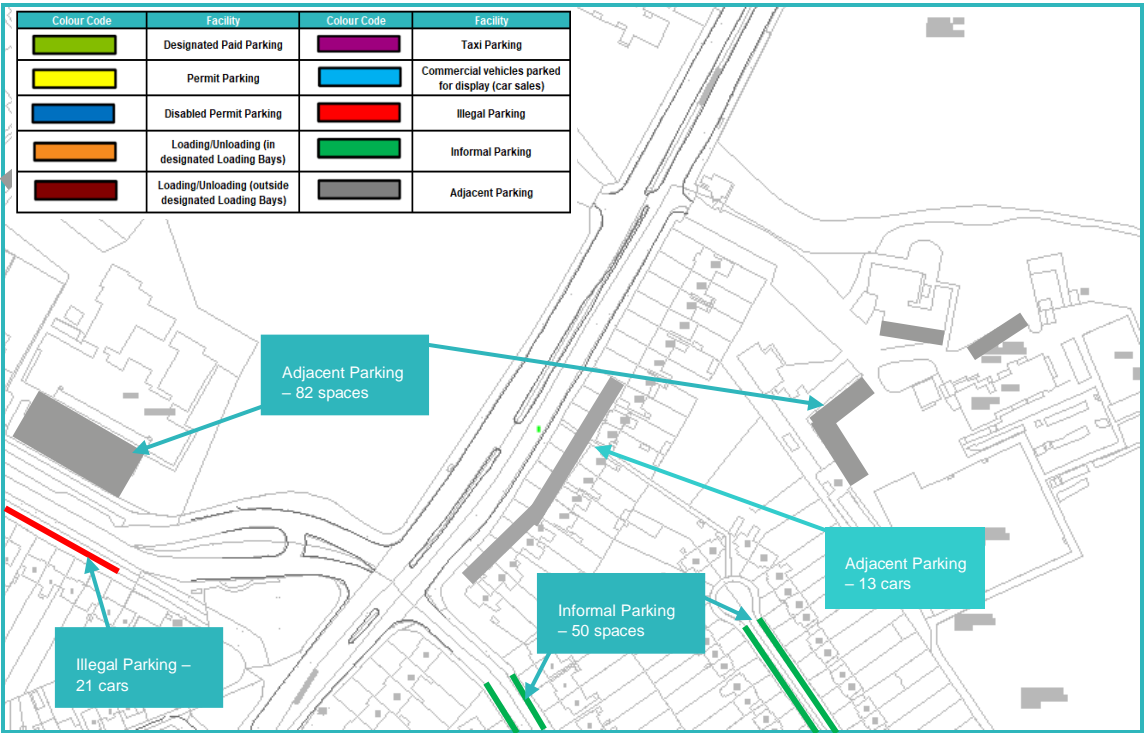 Colour Code Facility Colour Code Facility
Designated Paid Parking Taxi Parking
Permit Parking Commercial vehicles parked
for display (car sales)
Disabled Permit Parking Illegal Parking
Loading/Unloading (in
designated Loading Bays) Informal Parking
Loading/Unloading (outside
designated Loading Bays) Adjacent Parking
Adjacent Parking
– 82 spaces
Adjacent Parking
– 13 cars
Informal Parking
– 50 spaces
Illegal Parking –
21 cars